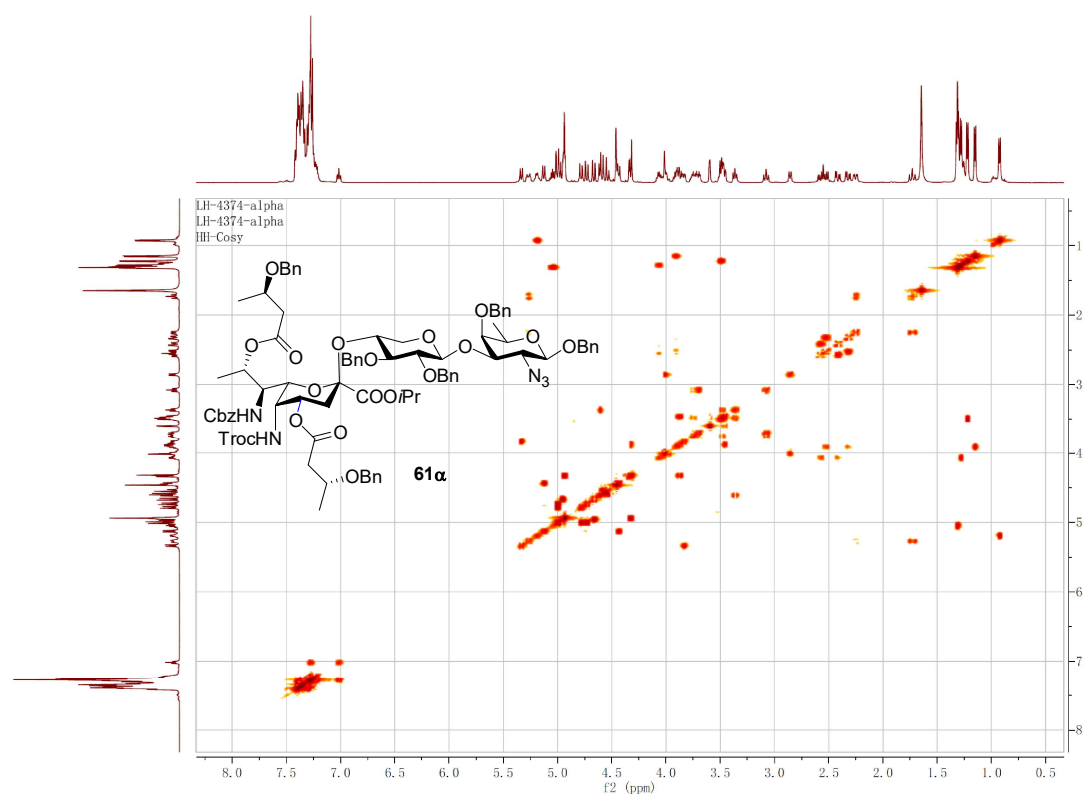 LH-4374-alpha
LH-4374-alpha
HH-Cosy
OBn
O
O
OBn
O
O
OBn
BnO
O
O
OBn
OBn
N3
O
COOiPr
CbzHN
TrocHN
O
O
OBn
61α
1
2
3
4
5
6
7
8
8.0 7.5 7.0 6.5 6.0 5.5 5.0 4.5 4.0 3.5 3.0 2.5 2.0 1.5 1.0 0.5
f2 (ppm)